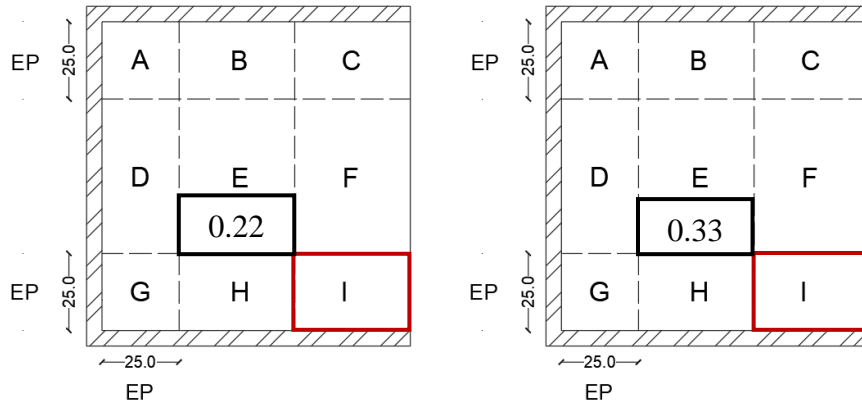 A B C A B C
EP 25.0 EP 25.0
D E F D E F
0.22 0.33
EP 25.0 G H I EP 25.0 G H I
25.0 25.0
EP EP